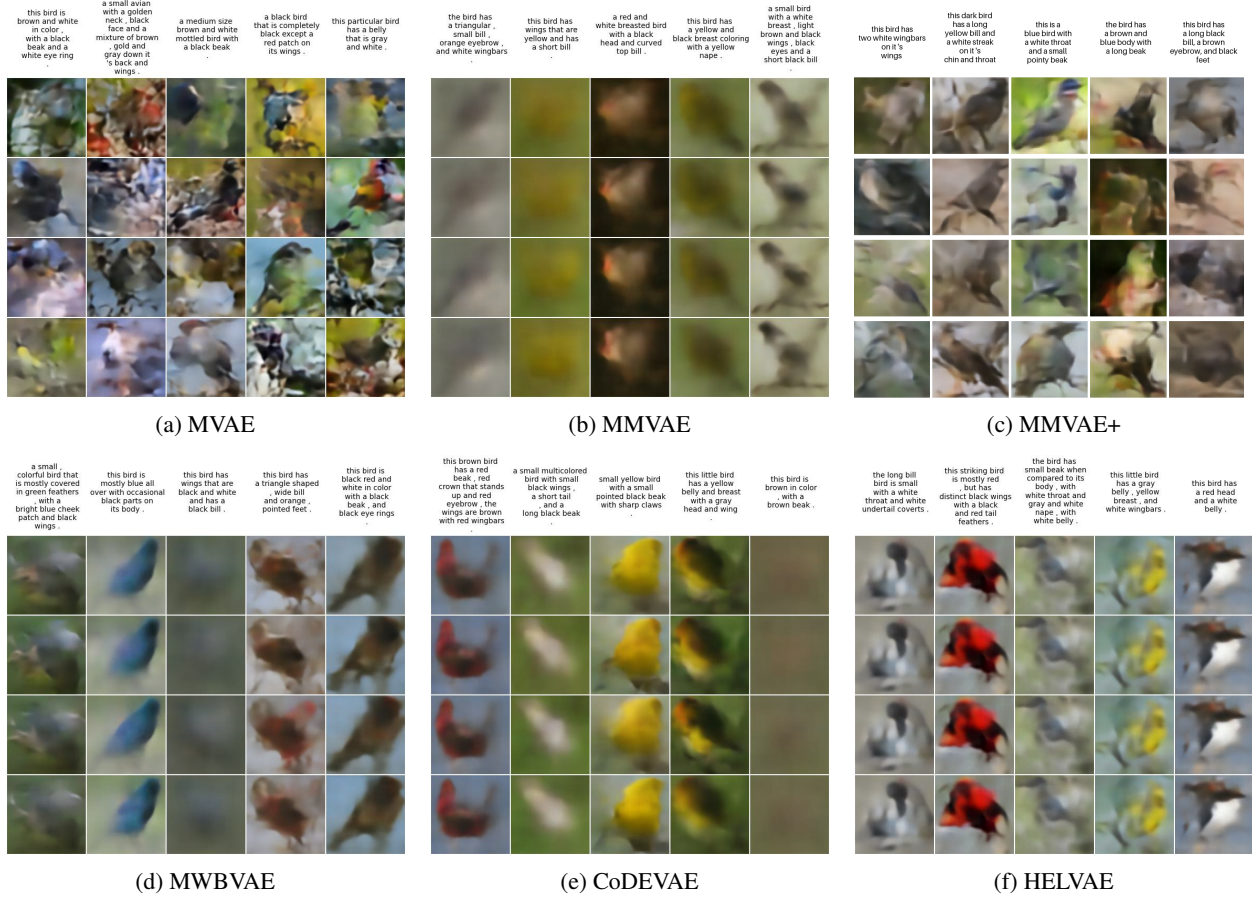 this bird is
brown and white
in color ,
with a black
beak and a
white eye ring
.
a small avian
with a golden
neck , black
face and a
mixture of brown
, gold and
gray down it
's back and
wings .
a medium size
brown and white
mottled bird with
a black beak
.
a black bird
that is completely
black except a
red patch on
its wings .
this particular bird
has a belly
that is gray
and white .
the bird has
a triangular ,
small bill ,
orange eyebrow ,
and white wingbars
.
this bird has
wings that are
yellow and has
a short bill
.
a red and
white breasted bird
with a black
head and curved
top bill .
this bird has
a yellow and
black breast coloring
with a yellow
nape .
a small bird
with a white
breast , light
brown and black
wings , black
eyes and a
short black bill
.
this bird has
two white wingbars
on it's
wings
this dark bird
has a long
yellow bill and
a white streak
on it's
chin and throat
this is a
blue bird with
a white throat
and a small
pointy beak
the bird has
a brown and
blue body with
a long beak
this bird has
a long black
bill, a brown
eyebrow, and black
feet
(a) MVAE
(b) MMVAE
(c) MMVAE+
a small ,
colorful bird that
is mostly covered
in green feathers
, with a
bright blue cheek
patch and black
wings .
this bird is
mostly blue all
over with occasional
black parts on
its body .
this bird has
wings that are
black and white
and has a
black bill .
this bird has
a triangle shaped
, wide bill
and orange ,
pointed feet .
this bird is
black red and
white in color
with a black
beak , and
black eye rings
.
this brown bird
has a red
beak , red
crown that stands
up and red
eyebrow , the
wings are brown
with red wingbars
.
a small multicolored
bird with small
black wings ,
a short tail
, and a
long black beak .
small yellow bird
with a small
pointed black beak
with sharp claws
.
this little bird
has a yellow
belly and breast
with a gray
head and wing .
this bird is
brown in color
, with a
brown beak .
the long bill
bird is small
with a white
throat and white
undertail coverts .
this striking bird
is mostly red
, but has
distinct black wings
with a black
and red tail
feathers .
the bird has
small beak when
compared to its
body , with
white throat and
gray and white
nape , with
white belly .
this little bird
has a gray
belly , yellow
breast , and
white wingbars .
this bird has
a red head
and a white
belly .
(d) MWBVAE
(e) CoDEVAE
(f) HELVAE